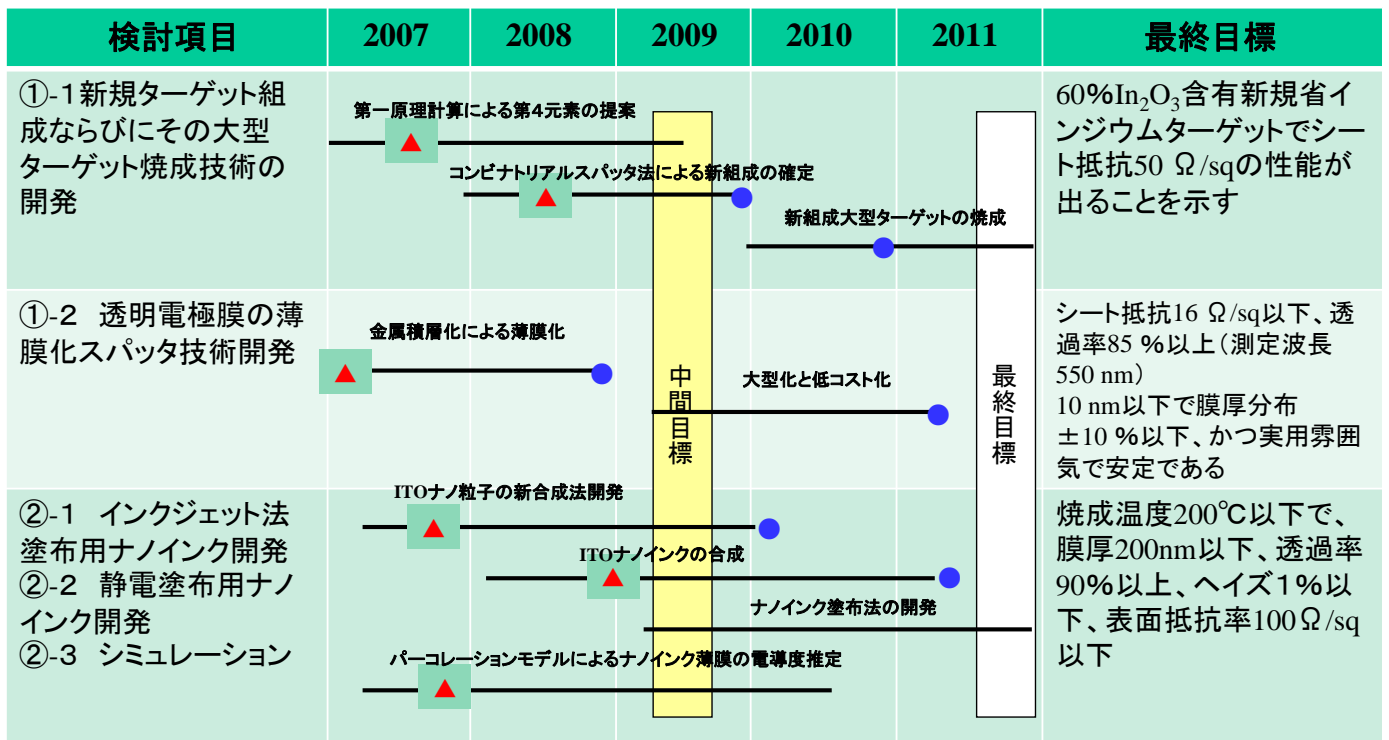 検討項目 2007 2008 2009 2010 2011 最終目標
①-1新規ターゲット組
成ならびにその大型
ターゲット焼成技術の
開発
第一原理計算による第4元素の提案
コンビナトリアルスパッタ法による新組成の確定
新組成大型ターゲットの焼成
60%In₂O₃含有新規省イ
ンジウムターゲットでシー
ト抵抗50 Ω/sqの性能が
出ることを示す
①-2 透明電極膜の薄
膜化スパッタ技術開発
金属積層化による薄膜化
大型化と低コスト化
中間目標
最終目標
シート抵抗16 Ω/sq以下、透
過率85 %以上(測定波長
550 nm)
10 nm以下で膜厚分布
±10 %以下、かつ実用雰囲
気で安定である
②-1 インクジェット法
塗布用ナノインク開発
②-2 静電塗布用ナノ
インク開発
②-3 シミュレーション
ITOナノ粒子の新合成法開発
ITOナノインクの合成
ナノインク塗布法の開発
パーコレーションモデルによるナノインク薄膜の電導度推定
焼成温度200℃以下で、
膜厚200nm以下、透過率
90%以上、ヘイズ1%以
下、表面抵抗率100Ω/sq
以下